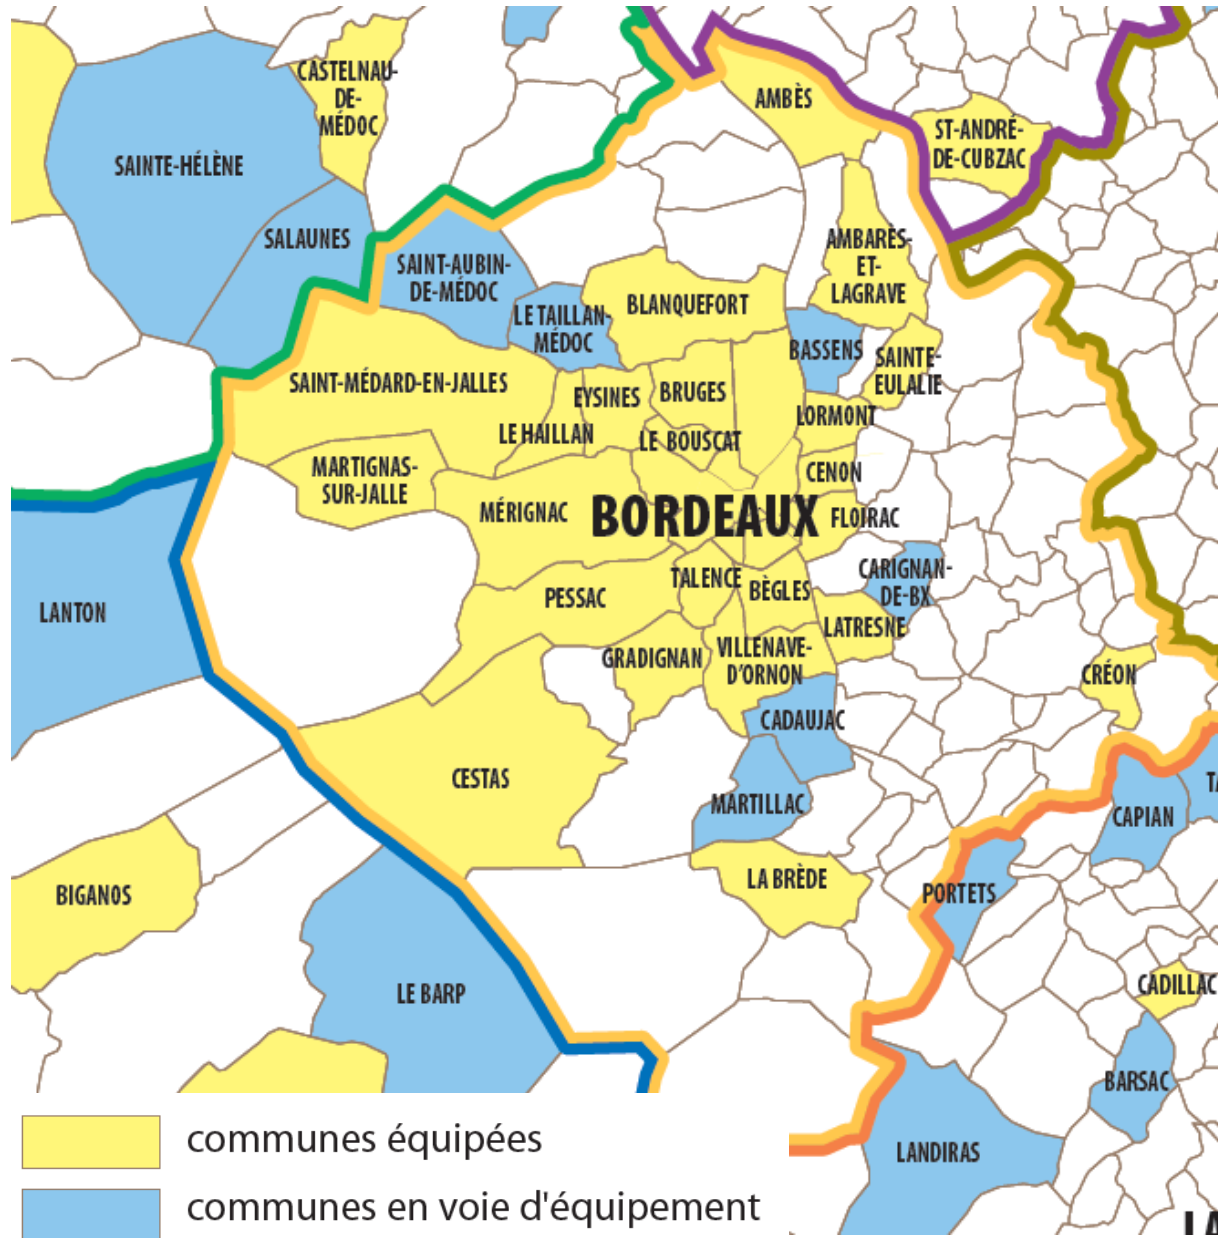 CASTELNAU-
DE-
MÉDOC
AMBÈS
ST-ANDRÉ-
DE-CUBZAC
SAINTE-HÉLÈNE
SALAUNES
SAINT-AUBIN-
DE-MÉDOC
AMBARÈS-
ET-
LAGRAVE
LE TAILLAN-
MÉDOC
BLANQUEFORT
BASSENS
SAINTE-
EULALIE
SAINT-MÉDARD-EN-JALLES
EYSINES
BRUGES
LE HAILLAN
LE BOUSCAT
LORMONT
MARTIGNAS-
SUR-JALLE
CENON
MÉRIGNAC
BORDEAUX
FLOIRAC
LANTON
PESSAC
TALENCE
BÈGLES
CARIGNAN-
DE-BX
LATRESNE
GRADIGNAN
VILLENAVE-
D'ORNON
CRÉON
CADAUJAC
CESTAS
MARTILLAC
CAPIAN
TA
BIGANOS
LA BRÈDE
PORTETS
LE BARP
CADILLAC
BARSAC
LANDIRAS
communes équipées
communes en voie d'équipement